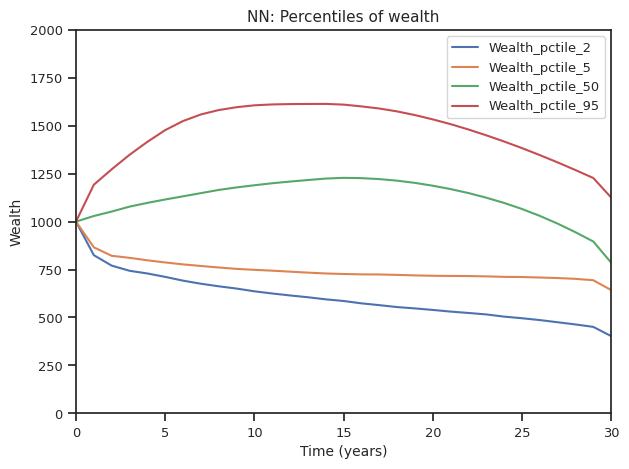 NN: Percentiles of wealth
Wealth_pctile_2
Wealth_pctile_5
Wealth_pctile_50
Wealth_pctile_95
Wealth
2000
1750
1500
1250
1000
750
500
250
0
0 5 10 15 20 25 30
Time (years)